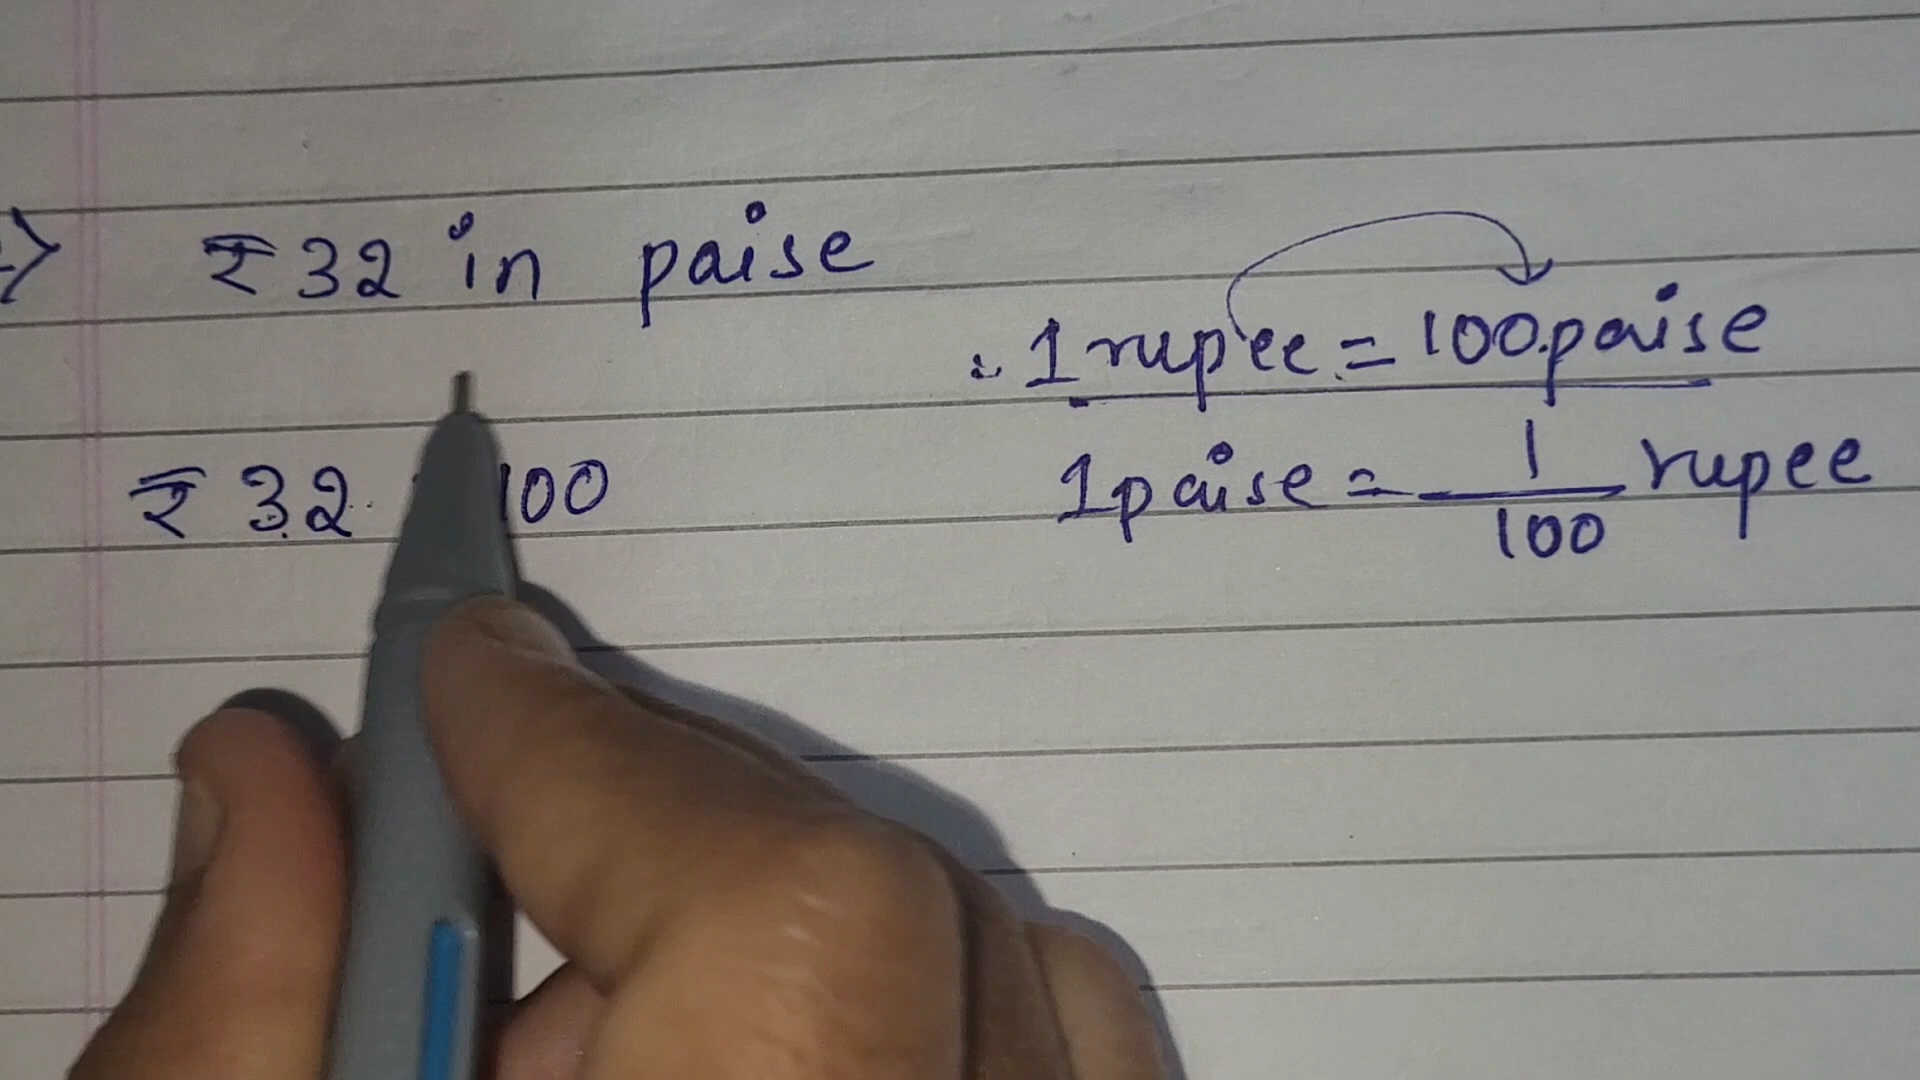 → ₹32 in paise
∴ 1 rupee = 100 paise
₹ 32 100
1 paise = 1/100 rupee